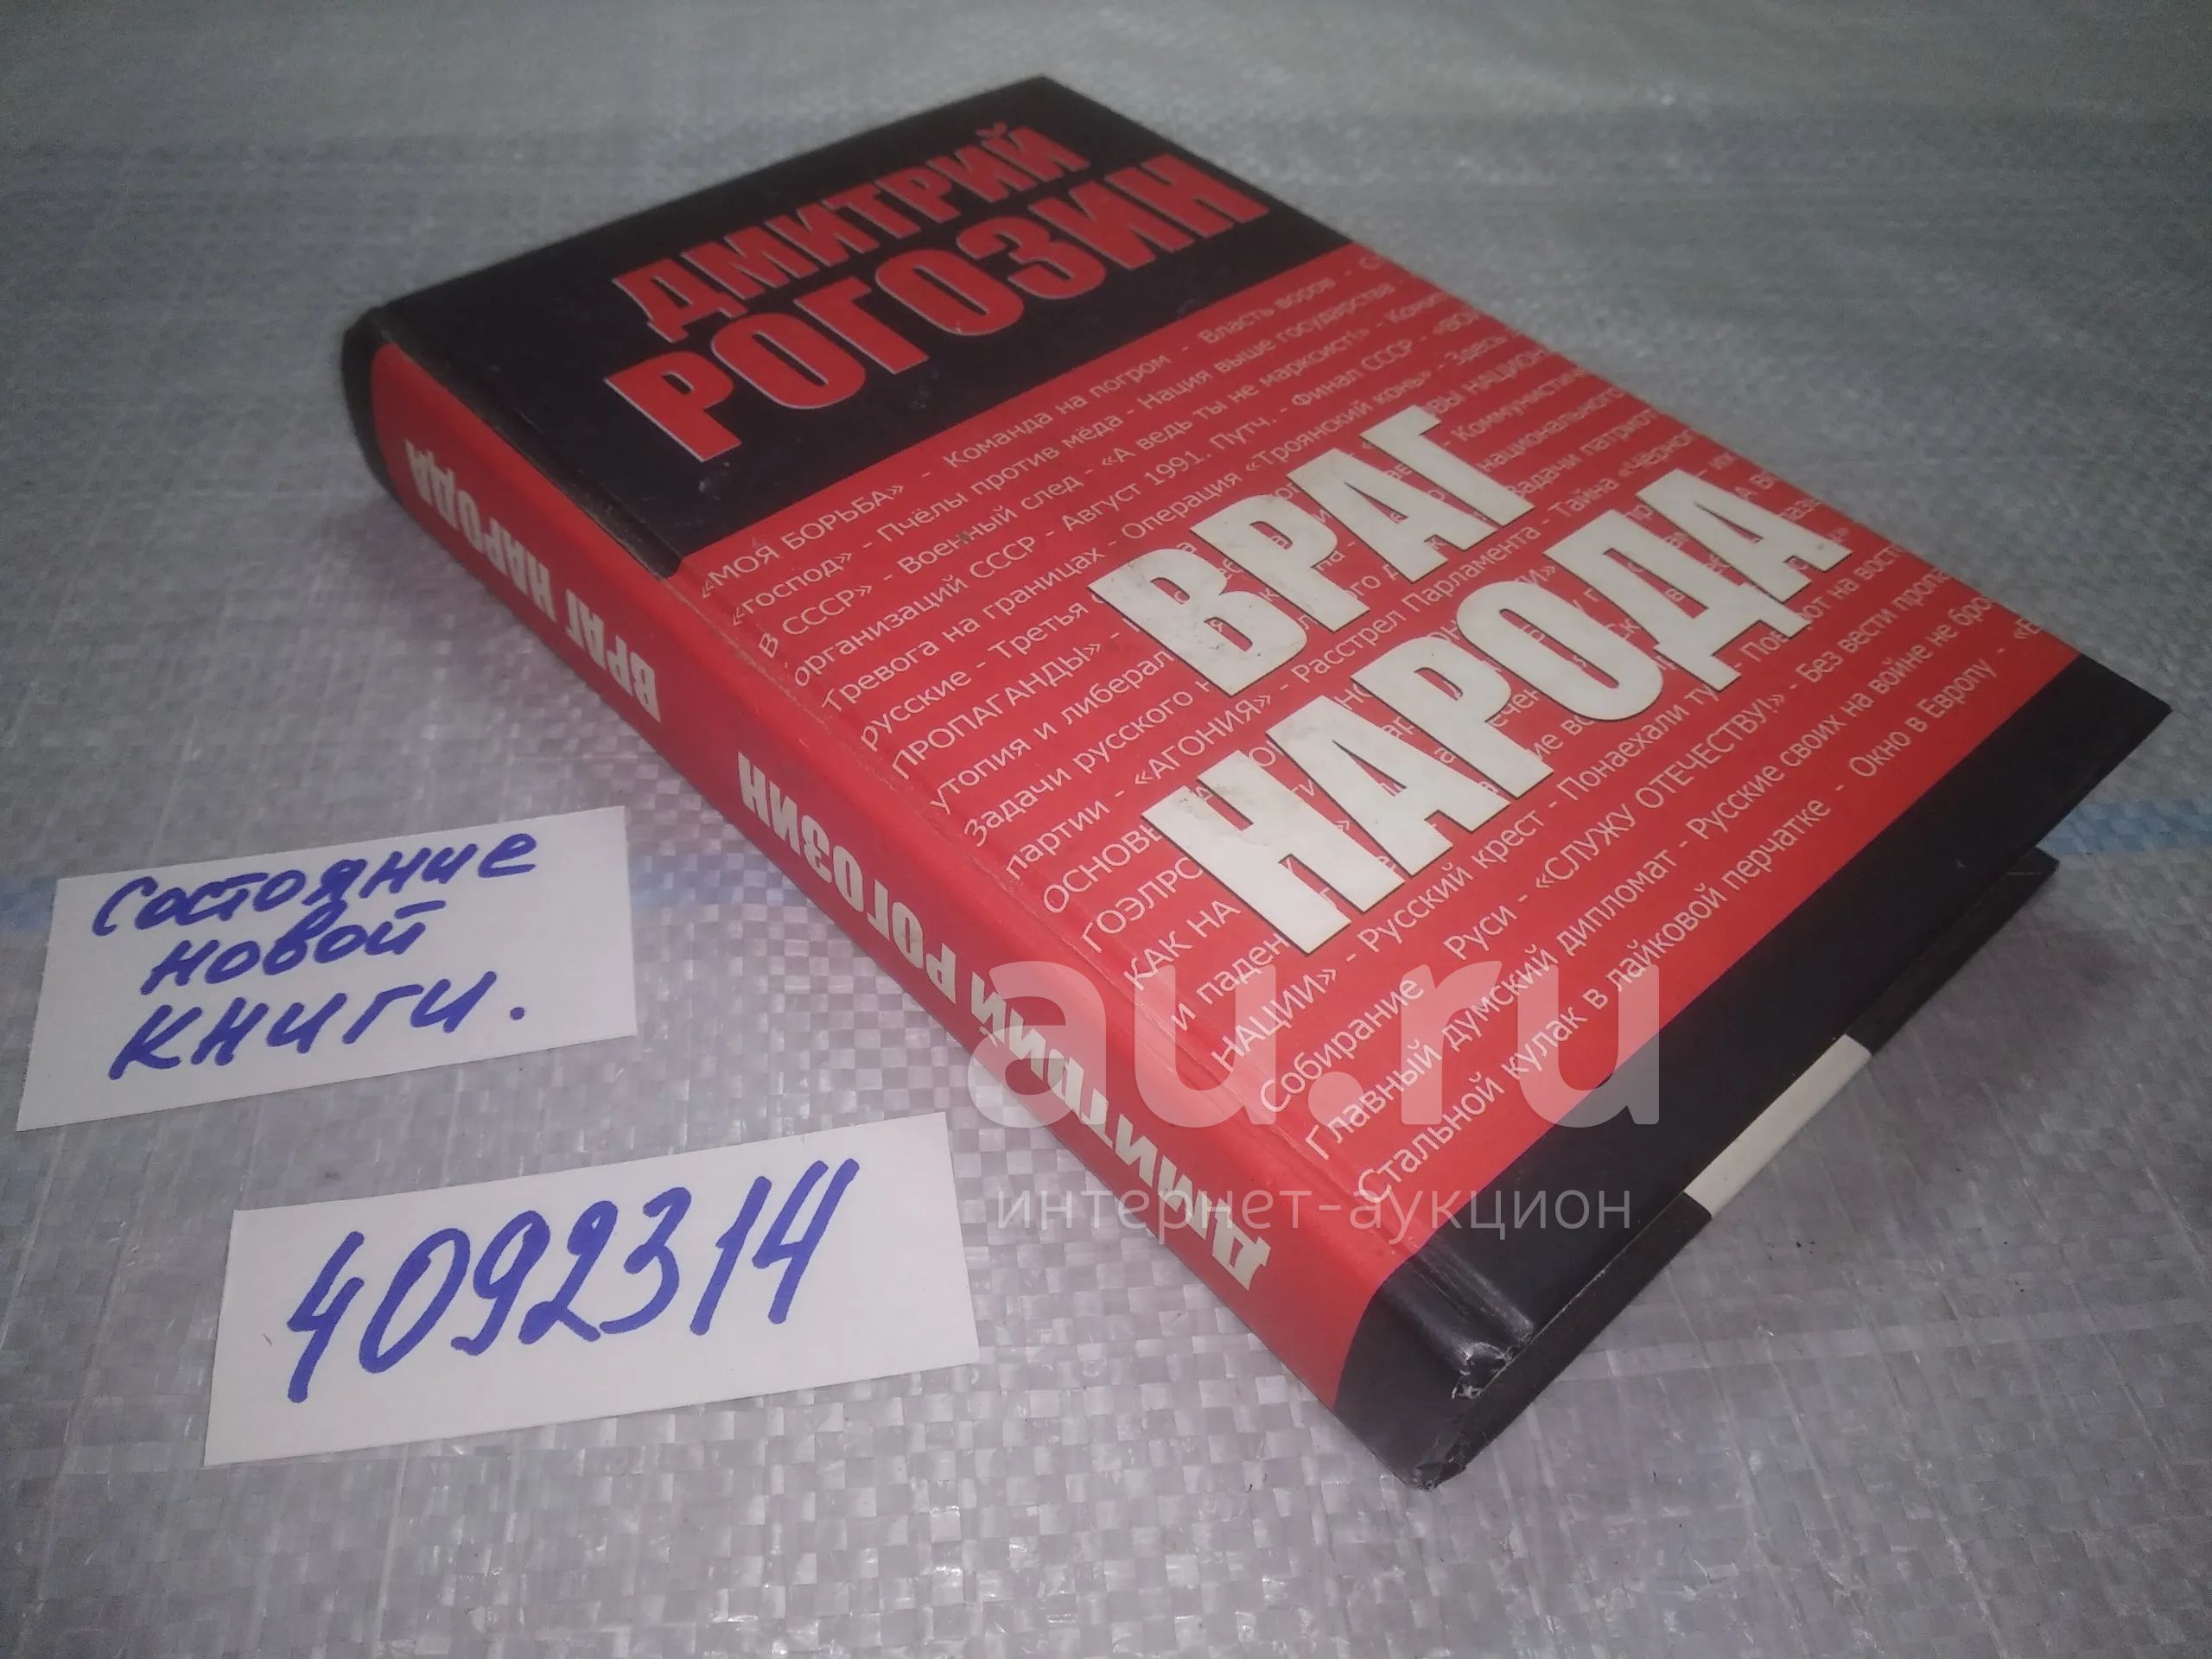 ДМИТРИЙ
РОГОЗИН
«МОЯ БОРЬБА» - Команда на погром - Власть воров -
«господ» - Пчёлы против мёда - Нация выше государства -
В СССР» - Военный след - «А ведь ты не марксист!» -
организаций СССР - Август 1991. Путч. - Финал СССР -
Тревога на границах - Операция «Троянский конь» - Здесь
русские - Третья
ПРОПАГАНДЫ» -
утопия и либерал
Задачи русского
партии - «АГОНИЯ» - Расстрел Парламента - Тайна «Чёрного
ГОЭЛРО
КАК НА
и паден
НАЦИИ» - Русский крест - Понаехали ту
Собирание Руси - «СЛУЖУ ОТЕЧЕСТВУ!» - Без вести
Главный думский дипломат - Русские своих на войне не
Стальной кулак в лайковой перчатке - Окно в Европу -
ВРАГ
НАРОДА
ДМИТРИЙ РОГОЗИН ВРАГ НАРОДА
Состояние
новой
книги.
4092314
au.ru
интернет-аукцион